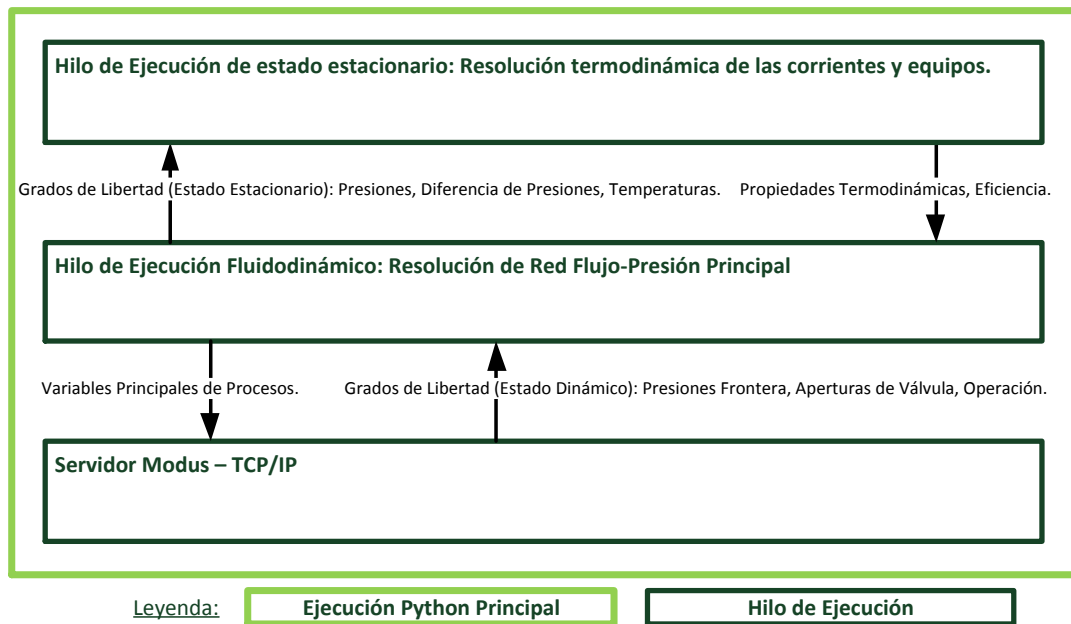 Hilo de Ejecución de estado estacionario: Resolución termodinámica de las corrientes y equipos.
Grados de Libertad (Estado Estacionario): Presiones, Diferencia de Presiones, Temperaturas.
Propiedades Termodinámicas, Eficiencia.
Hilo de Ejecución Fluidodinámico: Resolución de Red Flujo-Presión Principal
Variables Principales de Procesos.
Grados de Libertad (Estado Dinámico): Presiones Frontera, Aperturas de Válvula, Operación.
Servidor Modus – TCP/IP
Leyenda:
Ejecución Python Principal
Hilo de Ejecución